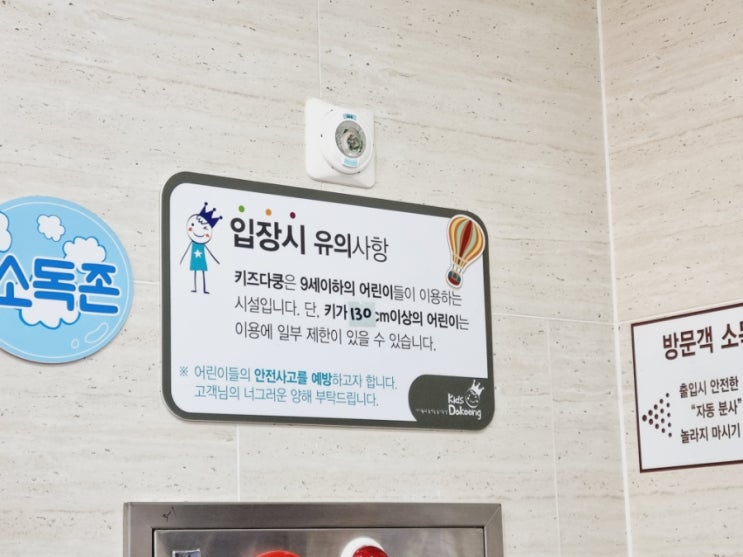 소독존
입장시 유의사항
키즈다쿵은 9세이하의 어린이들이 이용하는
시설입니다. 단, 키가 130 cm이상의 어린이는
이용에 일부 제한이 있을 수 있습니다.
※ 어린이들의 안전사고를 예방하고자 합니다.
고객님의 너그러운 양해 부탁드립니다.
Kid's
Dakoong
방문객 소독
출입시 안전한
"자동 분사"
놀라지 마시기